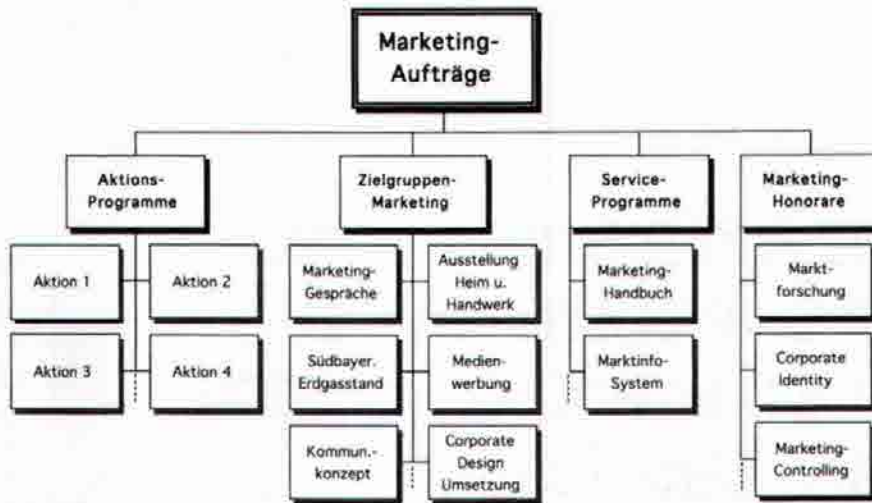 Marketing-
Aufträge
Aktions-
Programme
Zielgruppen-
Marketing
Service-
Programme
Marketing-
Honorare
Aktion 1
Aktion 2
Marketing-
Gespräche
Ausstellung
Heim u.
Handwerk
Marketing-
Handbuch
Markt-
forschung
Aktion 3
Aktion 4
Südbayer.
Erdgasstand
Medien-
werbung
Marktinfo-
System
Corporate
Identity
Kommun.-
konzept
Corporate
Design
Umsetzung
Marketing-
Controlling